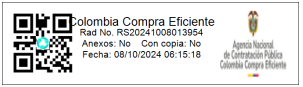 Colombia Compra Eficiente
Rad No. RS20241008013954
Anexos: No Con copia: No
Fecha: 08/10/2024 06:15:18
Agencia Nacional
de Contratación Pública
Colombia Compra Eficiente